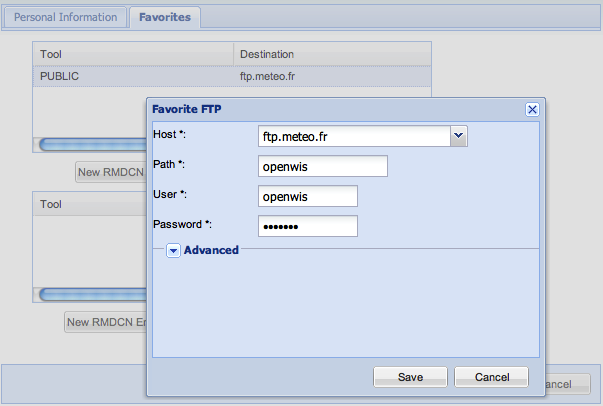 Personal Information Favorites
Tool Destination
PUBLIC ftp.meteo.fr
Favorite FTP
Host *: ftp.meteo.fr
Path *: openwis
User *: openwis
Password *: •••••••
Advanced
Save Cancel
New RMDCN
Tool
New RMDCN En
ancel